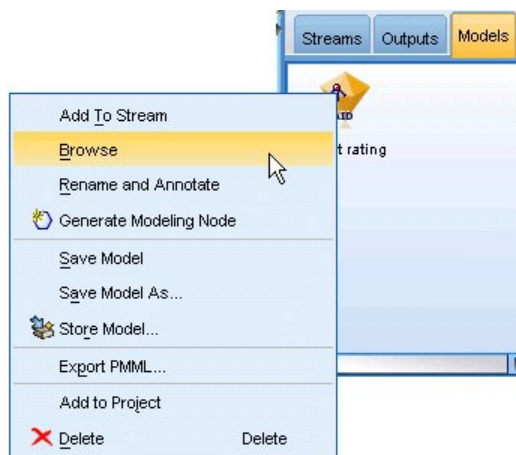 Streams Outputs Models
AID
t rating
Add To Stream
Browse
Rename and Annotate
Generate Modeling Node
Save Model
Save Model As...
Store Model...
Export PMML...
Add to Project
Delete Delete